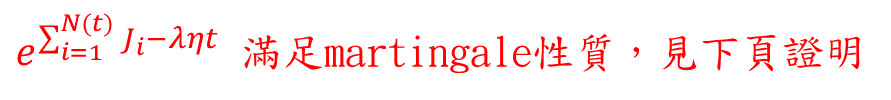 $e^{\sum_{i=1}^{N(t)} J_i - \lambda\eta t}$ 滿足martingale性質，見下頁證明